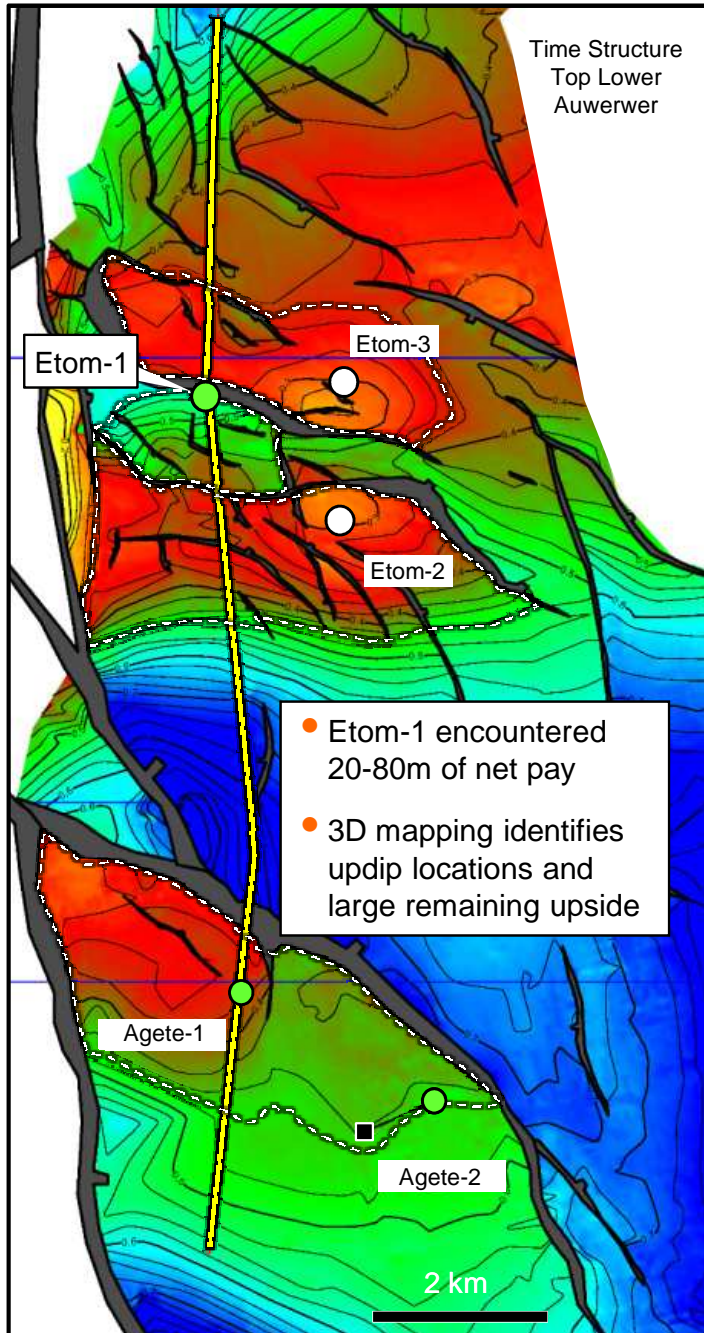 Time Structure
Top Lower
Auwerwer
Etom-3
Etom-1
Etom-2
• Etom-1 encountered
20-80m of net pay
• 3D mapping identifies
updip locations and
large remaining upside
Agete-1
Agete-2
2 km